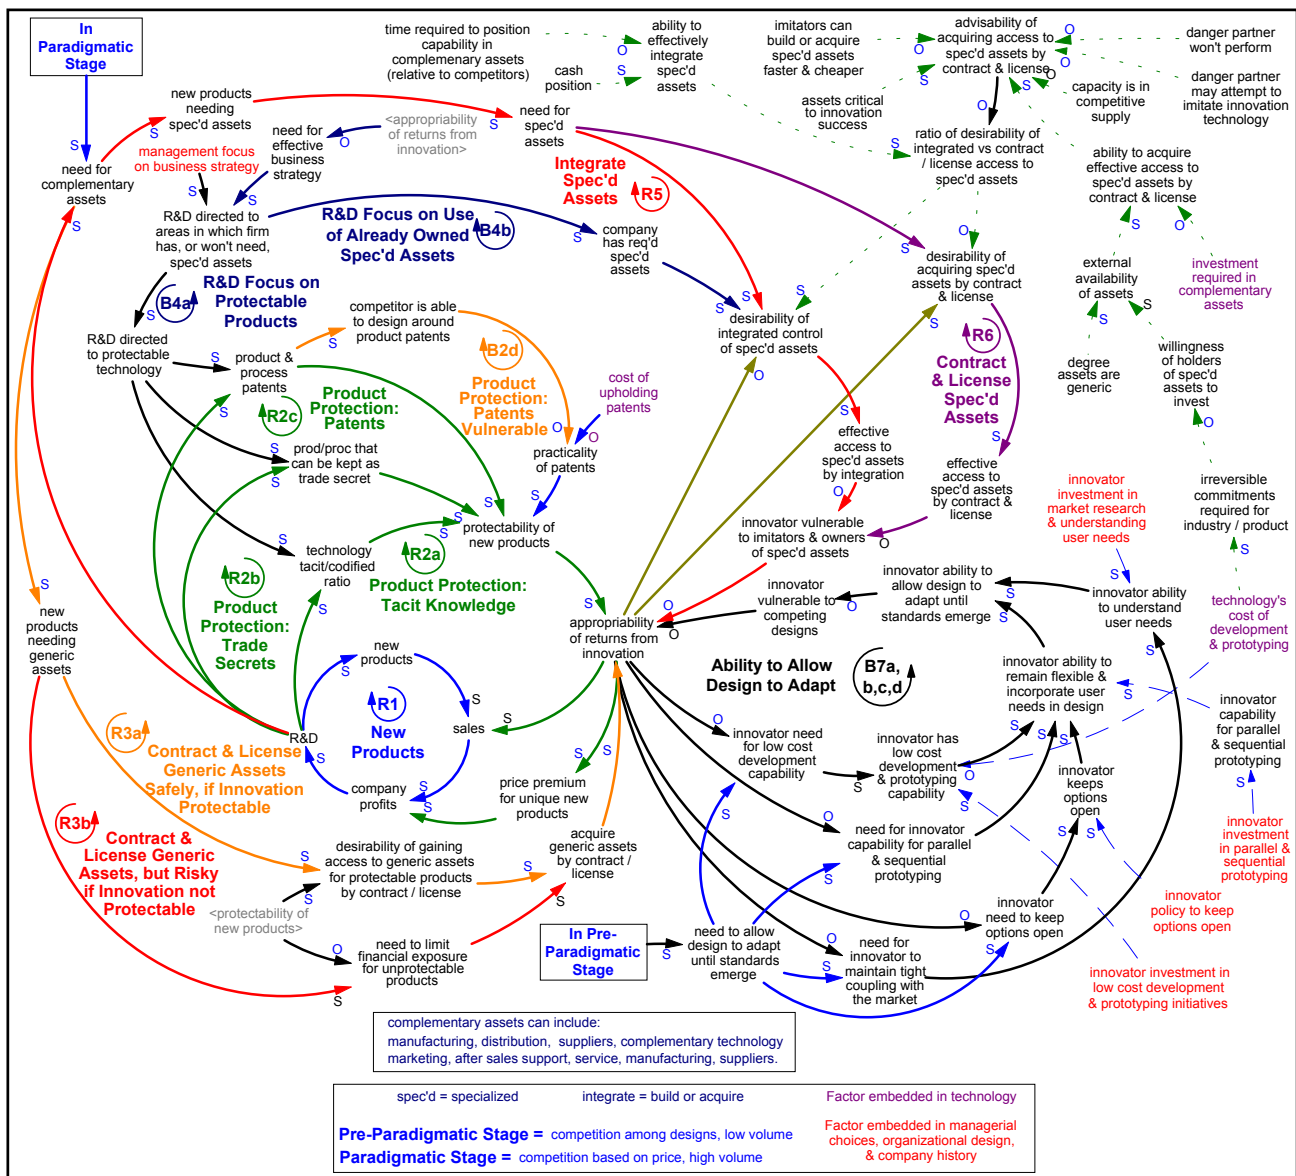 In
Paradigmatic
Stage
time required to position
capability in
complemenary assets
(relative to competitors)
cash
position
ability to
effectively
integrate
spec'd
assets
imitators can
build or acquire
spec'd assets
faster & cheaper
advisability of
acquiring access to
spec'd assets by
contract & license
danger partner
won't perform
danger partner
may attempt to
imitate innovation
technology
capacity is in
competitive
supply
assets critical
to innovation
success
new products
needing
spec'd assets
need for
effective
business
strategy
<appropriability
of returns from
innovation>
need for
spec'd
assets
ratio of desirability of
integrated vs contract
/ license access to
spec'd assets
ability to acquire
effective access to
spec'd assets by
contract & license
management focus
on business strategy
need for
complementary
assets
Integrate
Spec'd
Assets
R5
R&D directed to
areas in which firm
has, or won't need,
spec'd assets
R&D Focus on Use
of Already Owned
Spec'd Assets
B4b
company
has req'd
assets
desirability of
acquiring spec'd
assets by contract
& license
external
availability
of assets
investment
required in
complementary
assets
B4a
R&D Focus on
Protectable
Products
competitor is able
to design around
product patents
desirability of
integrated control
of spec'd assets
R6
Contract
& License
Spec'd
Assets
degree
assets are
generic
willingness
of holders
of spec'd
assets to
invest
R&D directed
to protectable
technology
product &
process
patents
B2d
Product
Protection:
Patents
Vulnerable
cost of
upholding
patents
R2c
Product
Protection:
Patents
practicality
of patents
effective
access to
spec'd assets
by integration
prod/proc that
can be kept as
trade secret
effective
access to
spec'd assets
by contract &
license
innovator
investment in
market research
& understanding
user needs
irreversible
commitments
required for
industry / product
protectability of
new products
innovator vulnerable
to imitators & owners
of spec'd assets
technology
tacit/codified
ratio
R2a
Product Protection:
Tacit Knowledge
R2b
Product
Protection:
Trade
Secrets
innovator
vulnerable to
competing
designs
innovator ability to
allow design to
adapt until
standards emerge
innovator ability
to understand
user needs
technology's
cost of
development
& prototyping
new
products
needing
generic
assets
appropriability
of returns from
innovation
Ability to Allow
Design to Adapt
B7a,
b,c,d
innovator ability to
remain flexible &
incorporate user
needs in design
innovator
capability for
parallel
& sequential
prototyping
new
products
R1
New
Products
sales
R&D
company
profits
R3a
Contract & License
Generic Assets
Safely, if Innovation
Protectable
innovator need
for low cost
development
capability
innovator has
low cost
development
& prototyping
capability
innovator
keeps
options
open
price premium
for unique new
products
R3b
Contract &
License Generic
Assets, but Risky
if Innovation not
Protectable
acquire
generic assets
by contract /
license
need for innovator
capability for parallel
& sequential
prototyping
innovator
investment
in parallel &
sequential
prototyping
desirability of gaining
access to generic assets
for protectable products
by contract / license
<protectability of
new products>
innovator
need to keep
options open
innovator
policy to keep
options open
need to limit
financial exposure
for unprotectable
products
In Pre-
Paradigmatic
Stage
need to allow
design to adapt
until standards
emerge
need for
innovator to
maintain tight
coupling with
the market
innovator investment in
low cost development
& prototyping initiatives
complementary assets can include:
manufacturing, distribution, suppliers, complementary technology
marketing, after sales support, service, manufacturing, suppliers.
spec'd = specialized
integrate = build or acquire
Factor embedded in technology
Pre-Paradigmatic Stage = competition among designs, low volume
Paradigmatic Stage = competition based on price, high volume
Factor embedded in managerial
choices, organizational design,
& company history